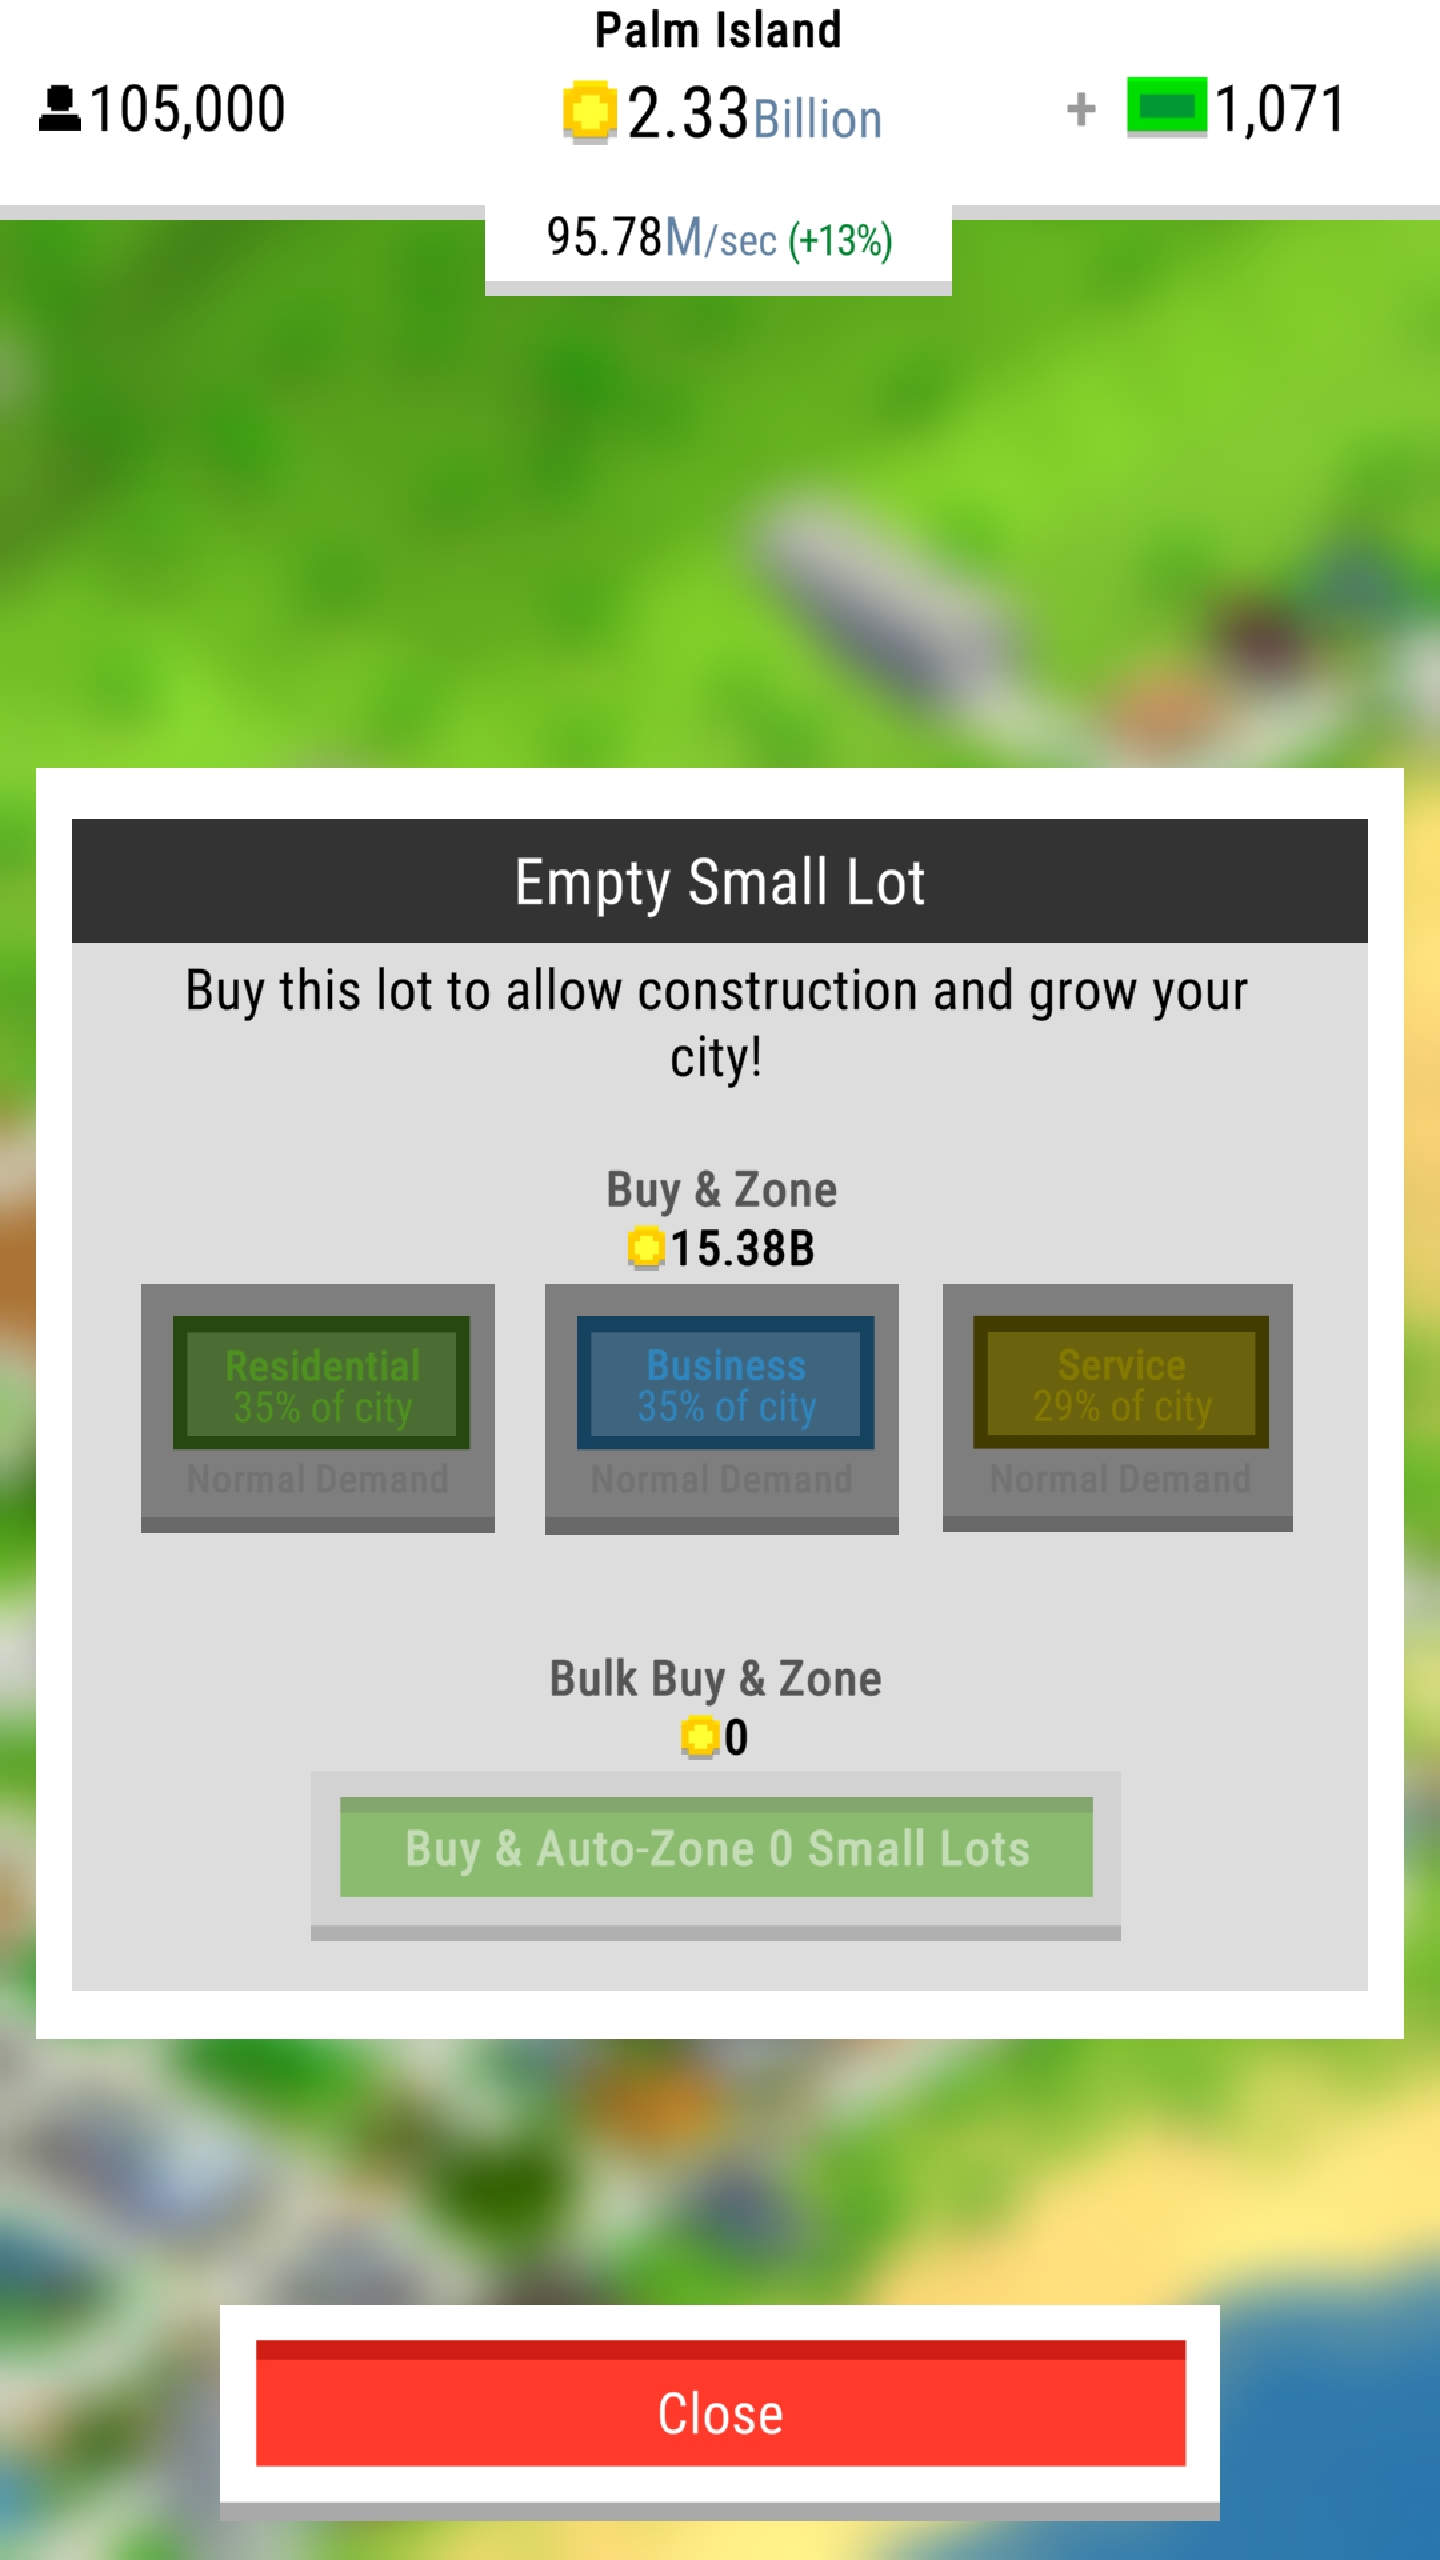 Palm Island
105,000
2.33Billion
+ 1,071
95.78M/sec (+13%)
Empty Small Lot
Buy this lot to allow construction and grow your
city!
Buy & Zone
15.38B
Residential
35% of city
Normal Demand
Business
35% of city
Normal Demand
Service
29% of city
Normal Demand
Bulk Buy & Zone
0
Buy & Auto-Zone 0 Small Lots
Close